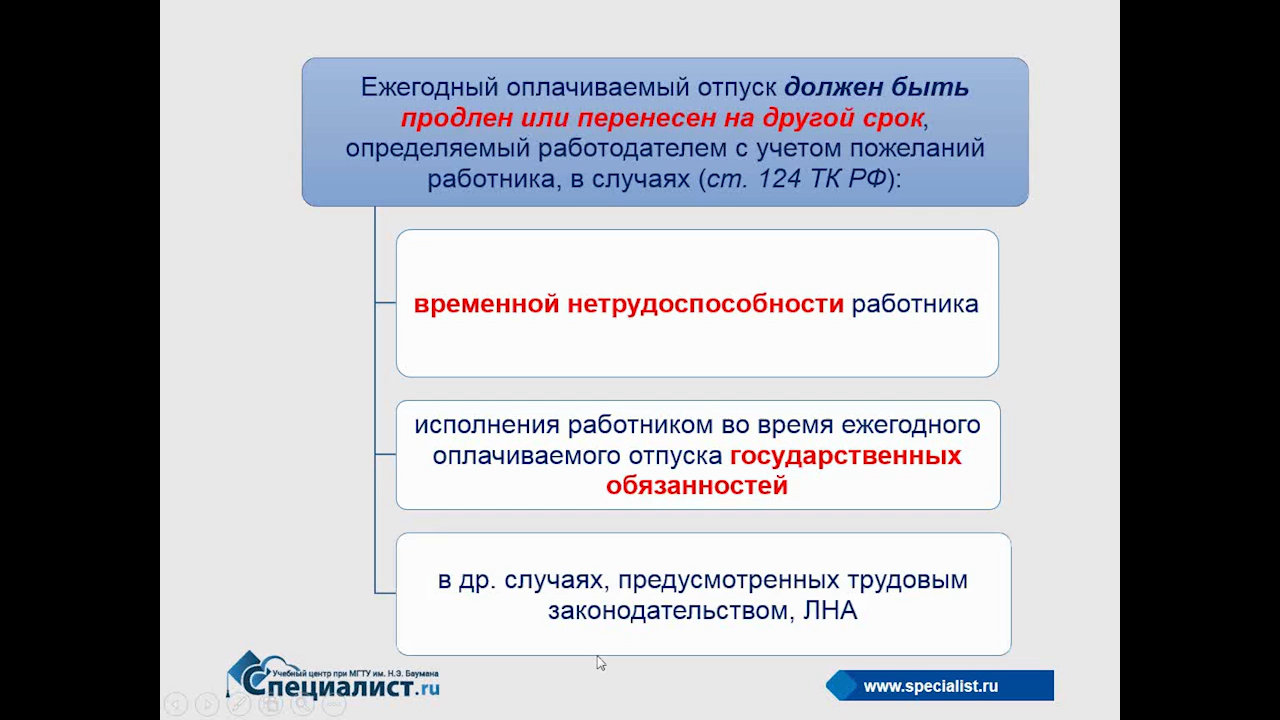 Ежегодный оплачиваемый отпуск должен быть
продлен или перенесен на другой срок,
определяемый работодателем с учетом пожеланий
работника, в случаях (ст. 124 ТК РФ):
временной нетрудоспособности работника
исполнения работником во время ежегодного
оплачиваемого отпуска государственных
обязанностей
в др. случаях, предусмотренных трудовым
законодательством, ЛНА
Учебный центр при МГТУ им. Н.Э. Баумана
Специалист.ru
www.specialist.ru